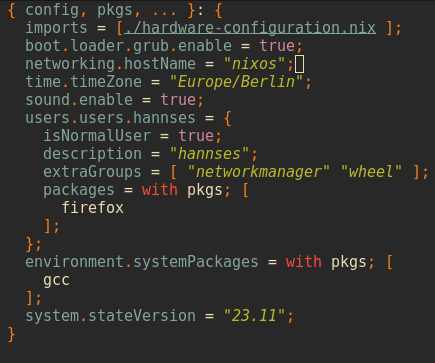 { config, pkgs, ... }: {
  imports = [./hardware-configuration.nix ];
  boot.loader.grub.enable = true;
  networking.hostName = "nixos";
  time.timeZone = "Europe/Berlin";
  sound.enable = true;
  users.users.hannses = {
    isNormalUser = true;
    description = "hannses";
    extraGroups = [ "networkmanager" "wheel" ];
    packages = with pkgs; [
      firefox
    ];
  };
  environment.systemPackages = with pkgs; [
    gcc
  ];
  system.stateVersion = "23.11";
}